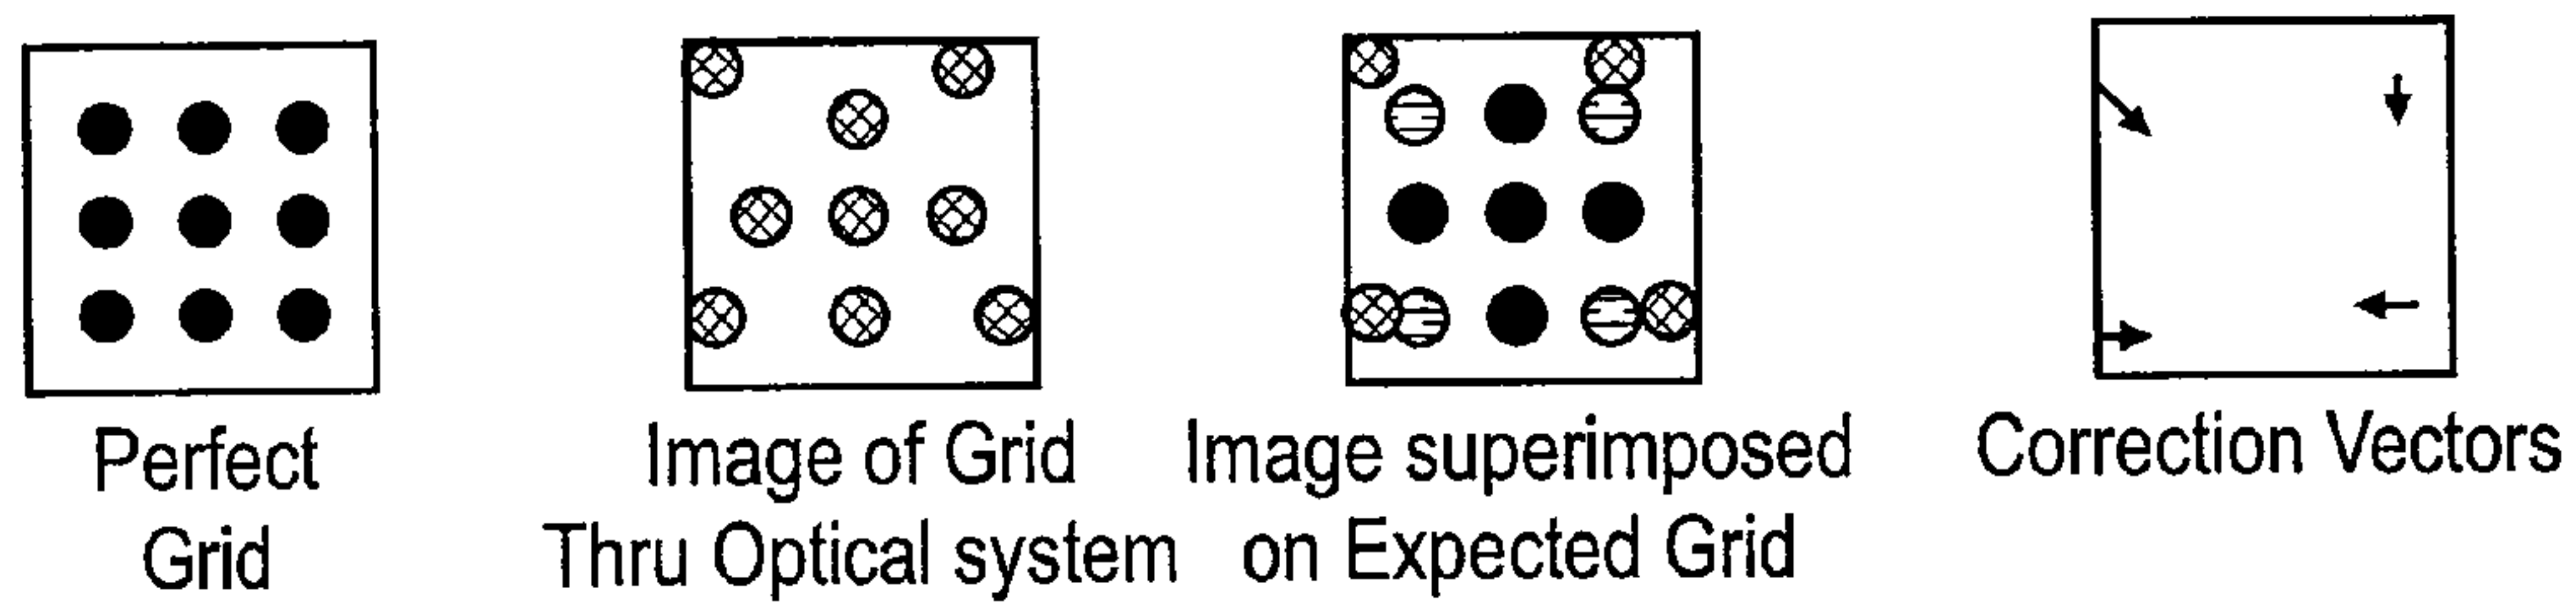 Perfect
Grid
Image of Grid
Thru Optical system
Image superimposed
on Expected Grid
Correction Vectors